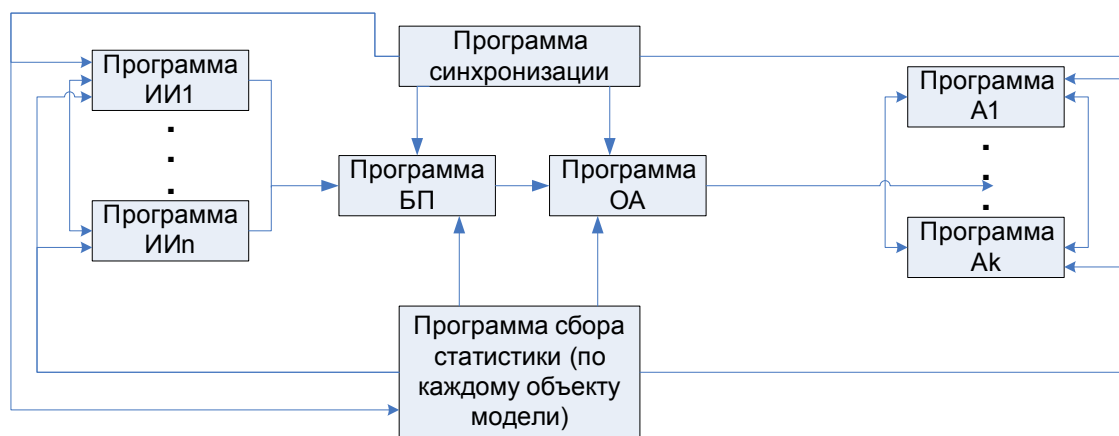 Программа
синхронизации
Программа
ИИ1
Программа
А1
Программа
БП
Программа
ОА
Программа
ИИn
Программа
Аk
Программа сбора
статистики (по
каждому объекту
модели)